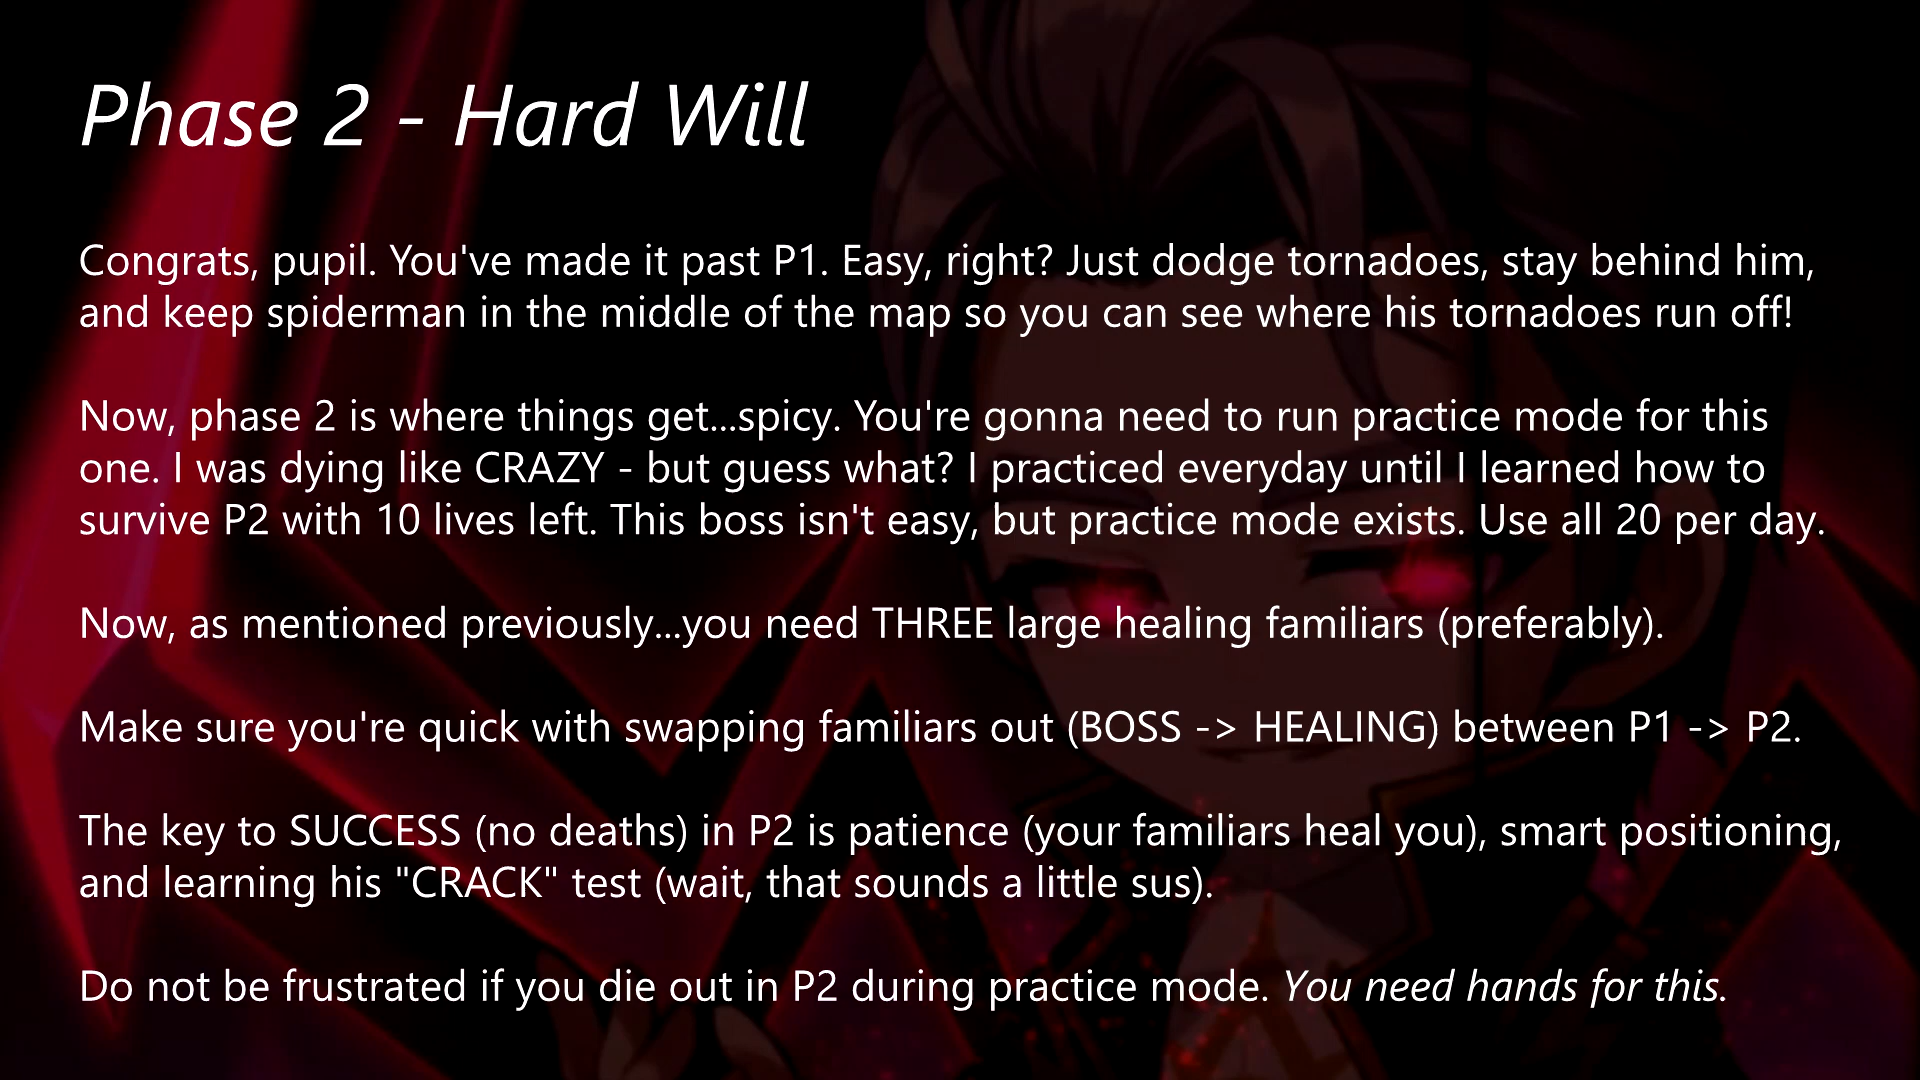 Phase 2 - Hard Will
Congrats, pupil. You've made it past P1. Easy, right? Just dodge tornadoes, stay behind him,
and keep spiderman in the middle of the map so you can see where his tornadoes run off!
Now, phase 2 is where things get...spicy. You're gonna need to run practice mode for this
one. I was dying like CRAZY - but guess what? I practiced everyday until I learned how to
survive P2 with 10 lives left. This boss isn't easy, but practice mode exists. Use all 20 per day.
Now, as mentioned previously...you need THREE large healing familiars (preferably).
Make sure you're quick with swapping familiars out (BOSS -> HEALING) between P1 -> P2.
The key to SUCCESS (no deaths) in P2 is patience (your familiars heal you), smart positioning,
and learning his "CRACK" test (wait, that sounds a little sus).
Do not be frustrated if you die out in P2 during practice mode. You need hands for this.